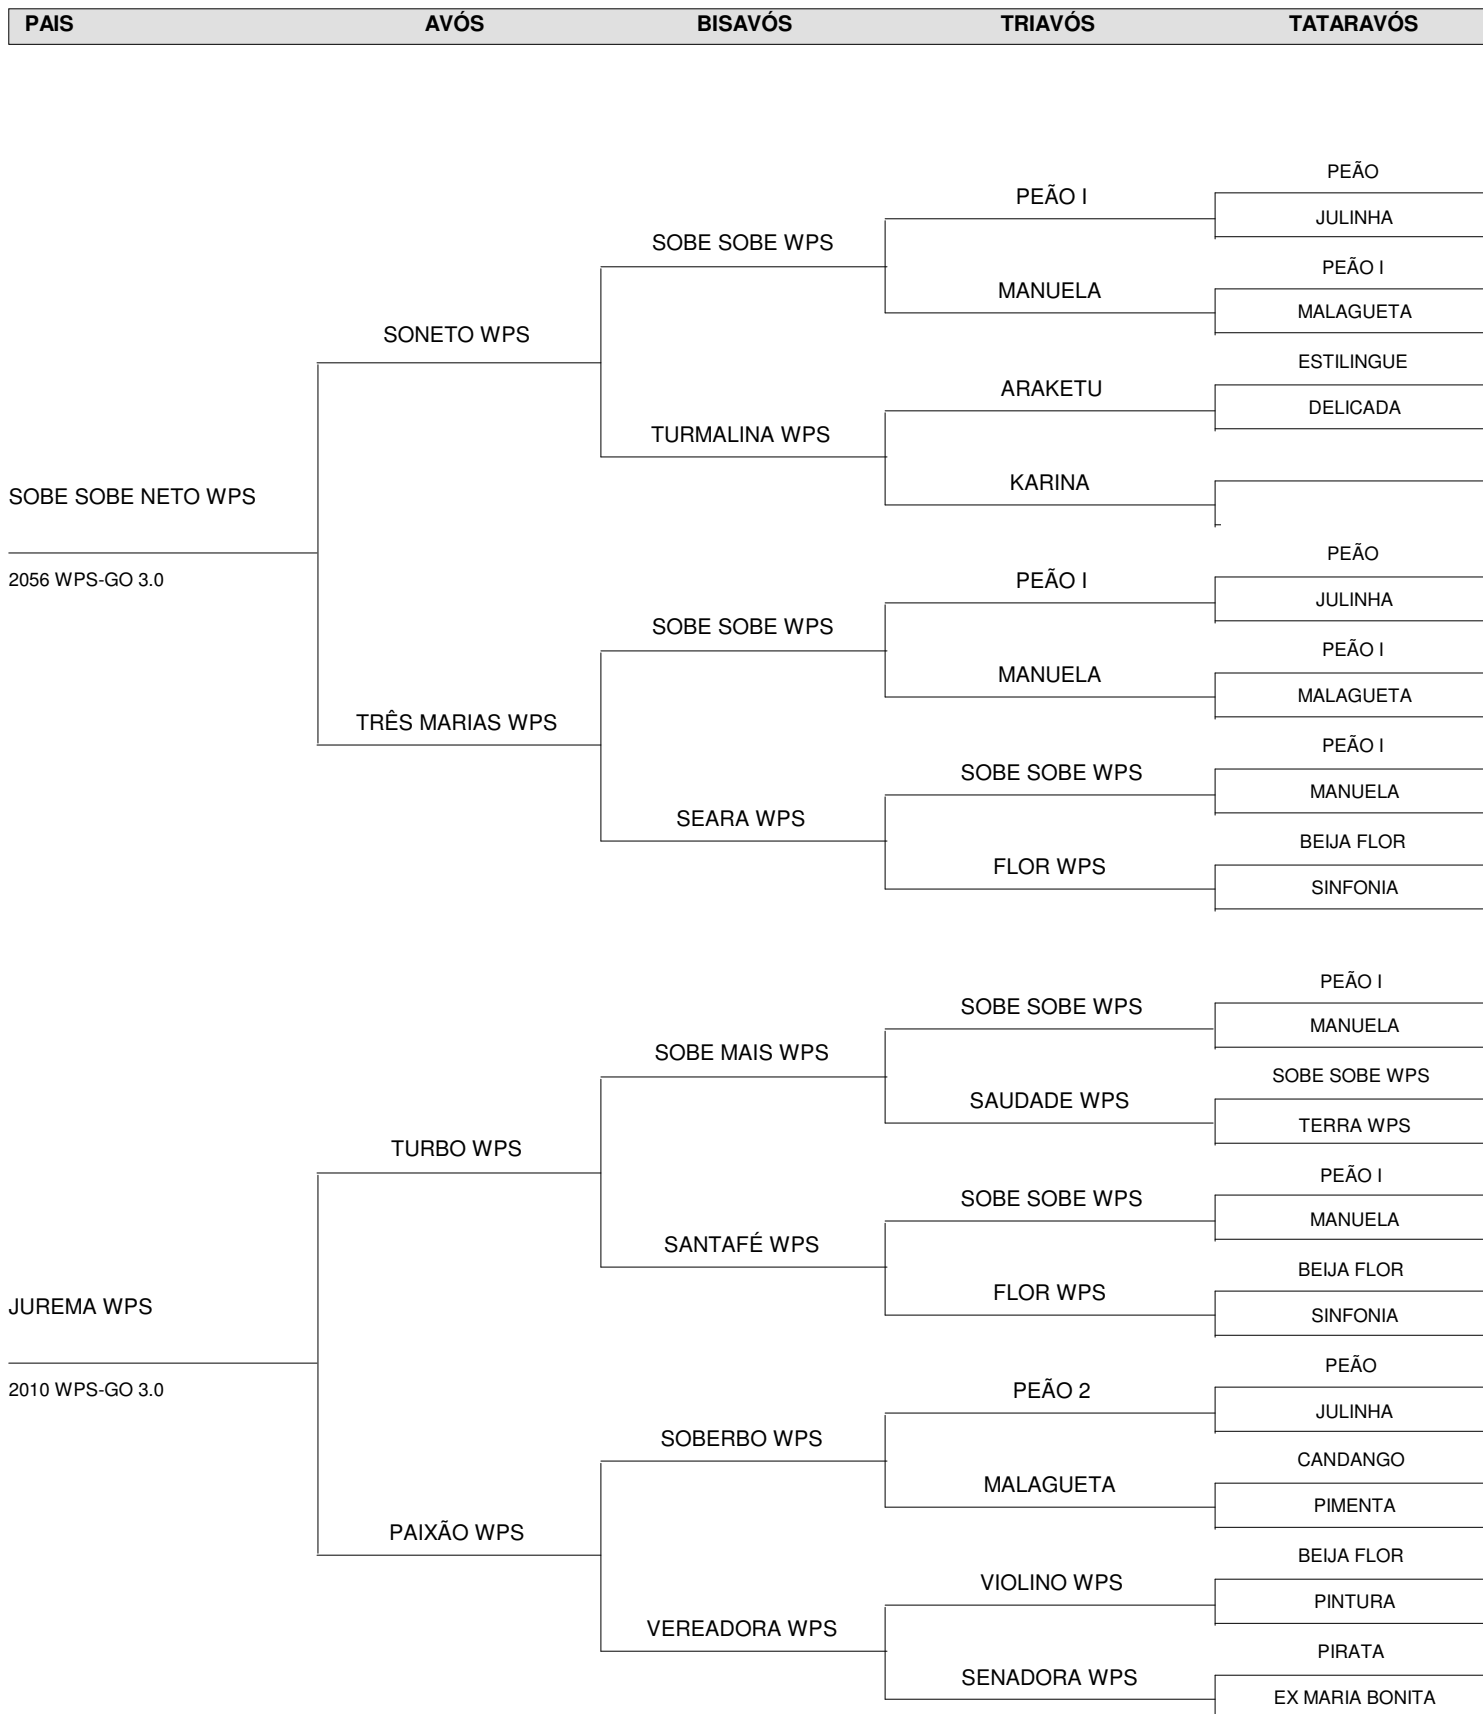 PAIS AVÓS BISAVÓS TRIAVÓS TATARAVÓS
PEÃO
PEÃO I
JULINHA
SOBE SOBE WPS
PEÃO I
MANUELA
MALAGUETA
SONETO WPS
ESTILINGUE
ARAKETU
DELICADA
TURMALINA WPS
KARINA
SOBE SOBE NETO WPS
PEÃO
2056 WPS-GO 3.0
PEÃO I
JULINHA
SOBE SOBE WPS
PEÃO I
MANUELA
MALAGUETA
TRÊS MARIAS WPS
PEÃO I
SOBE SOBE WPS
MANUELA
SEARA WPS
BEIJA FLOR
FLOR WPS
SINFONIA
PEÃO I
SOBE SOBE WPS
MANUELA
SOBE MAIS WPS
SOBE SOBE WPS
SAUDADE WPS
TERRA WPS
TURBO WPS
PEÃO I
SOBE SOBE WPS
MANUELA
SANTAFÉ WPS
BEIJA FLOR
FLOR WPS
JUREMA WPS
SINFONIA
PEÃO
2010 WPS-GO 3.0
PEÃO 2
JULINHA
SOBERBO WPS
CANDANGO
MALAGUETA
PIMENTA
PAIXÃO WPS
BEIJA FLOR
VIOLINO WPS
PINTURA
VEREADORA WPS
PIRATA
SENADORA WPS
EX MARIA BONITA